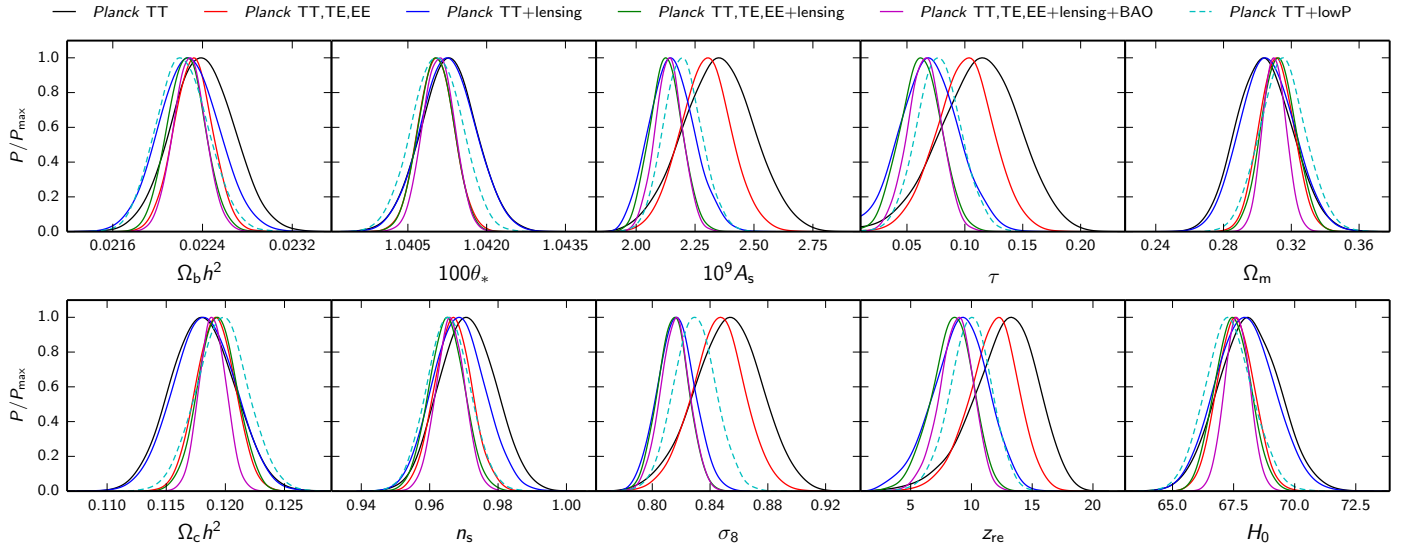 Planck TT Planck TT,TE,EE Planck TT+lensing Planck TT,TE,EE+lensing Planck TT,TE,EE+lensing+BAO Planck TT+lowP
1.0
0.8
0.6
0.4
0.2
0.0
P/Pmax
0.0216 0.0224 0.0232 1.0405 1.0420 1.0435 2.00 2.25 2.50 2.75 0.05 0.10 0.15 0.20 0.24 0.28 0.32 0.36
Ωbh² 100θ* 10⁹As τ Ωm
1.0
0.8
0.6
0.4
0.2
0.0
P/Pmax
0.110 0.115 0.120 0.125 0.94 0.96 0.98 1.00 0.80 0.84 0.88 0.92 5 10 15 20 65.0 67.5 70.0 72.5
Ωch² ns σ8 zre H0